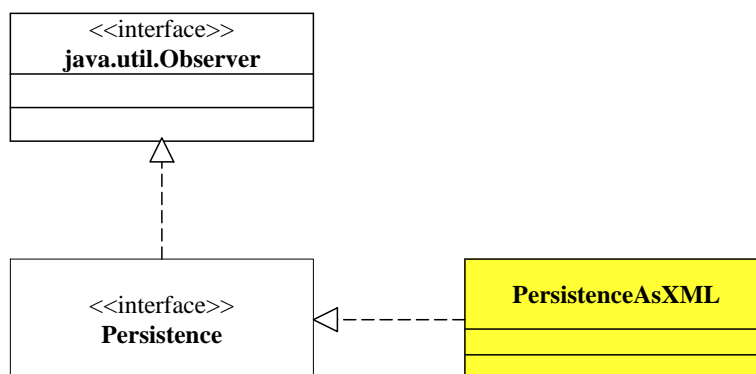 <<interface>>
java.util.Observer
<<interface>>
Persistence
PersistenceAsXML